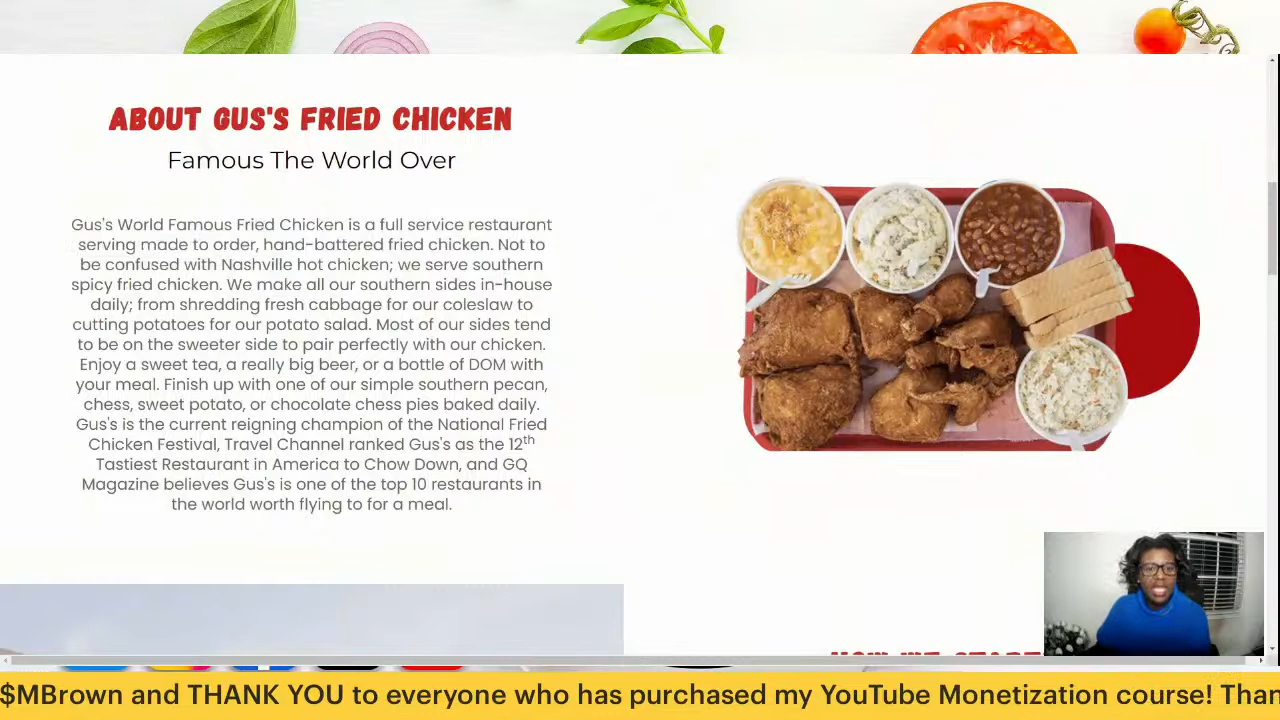 ABOUT GUS'S FRIED CHICKEN
Famous The World Over
Gus's World Famous Fried Chicken is a full service restaurant
serving made to order, hand-battered fried chicken. Not to
be confused with Nashville hot chicken; we serve southern
spicy fried chicken. We make all our southern sides in-house
daily; from shredding fresh cabbage for our coleslaw to
cutting potatoes for our potato salad. Most of our sides tend
to be on the sweeter side to pair perfectly with our chicken.
Enjoy a sweet tea, a really big beer, or a bottle of DOM with
your meal. Finish up with one of our simple southern pecan,
chess, sweet potato, or chocolate chess pies baked daily.
Gus's is the current reigning champion of the National Fried
Chicken Festival, Travel Channel ranked Gus's as the 12th
Tastiest Restaurant in America to Chow Down, and GQ
Magazine believes Gus's is one of the top 10 restaurants in
the world worth flying to for a meal.
$MBrown and THANK YOU to everyone who has purchased my YouTube Monetization course! Than